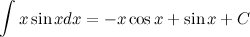 ∫ x sin x dx = −x cos x + sin x + C